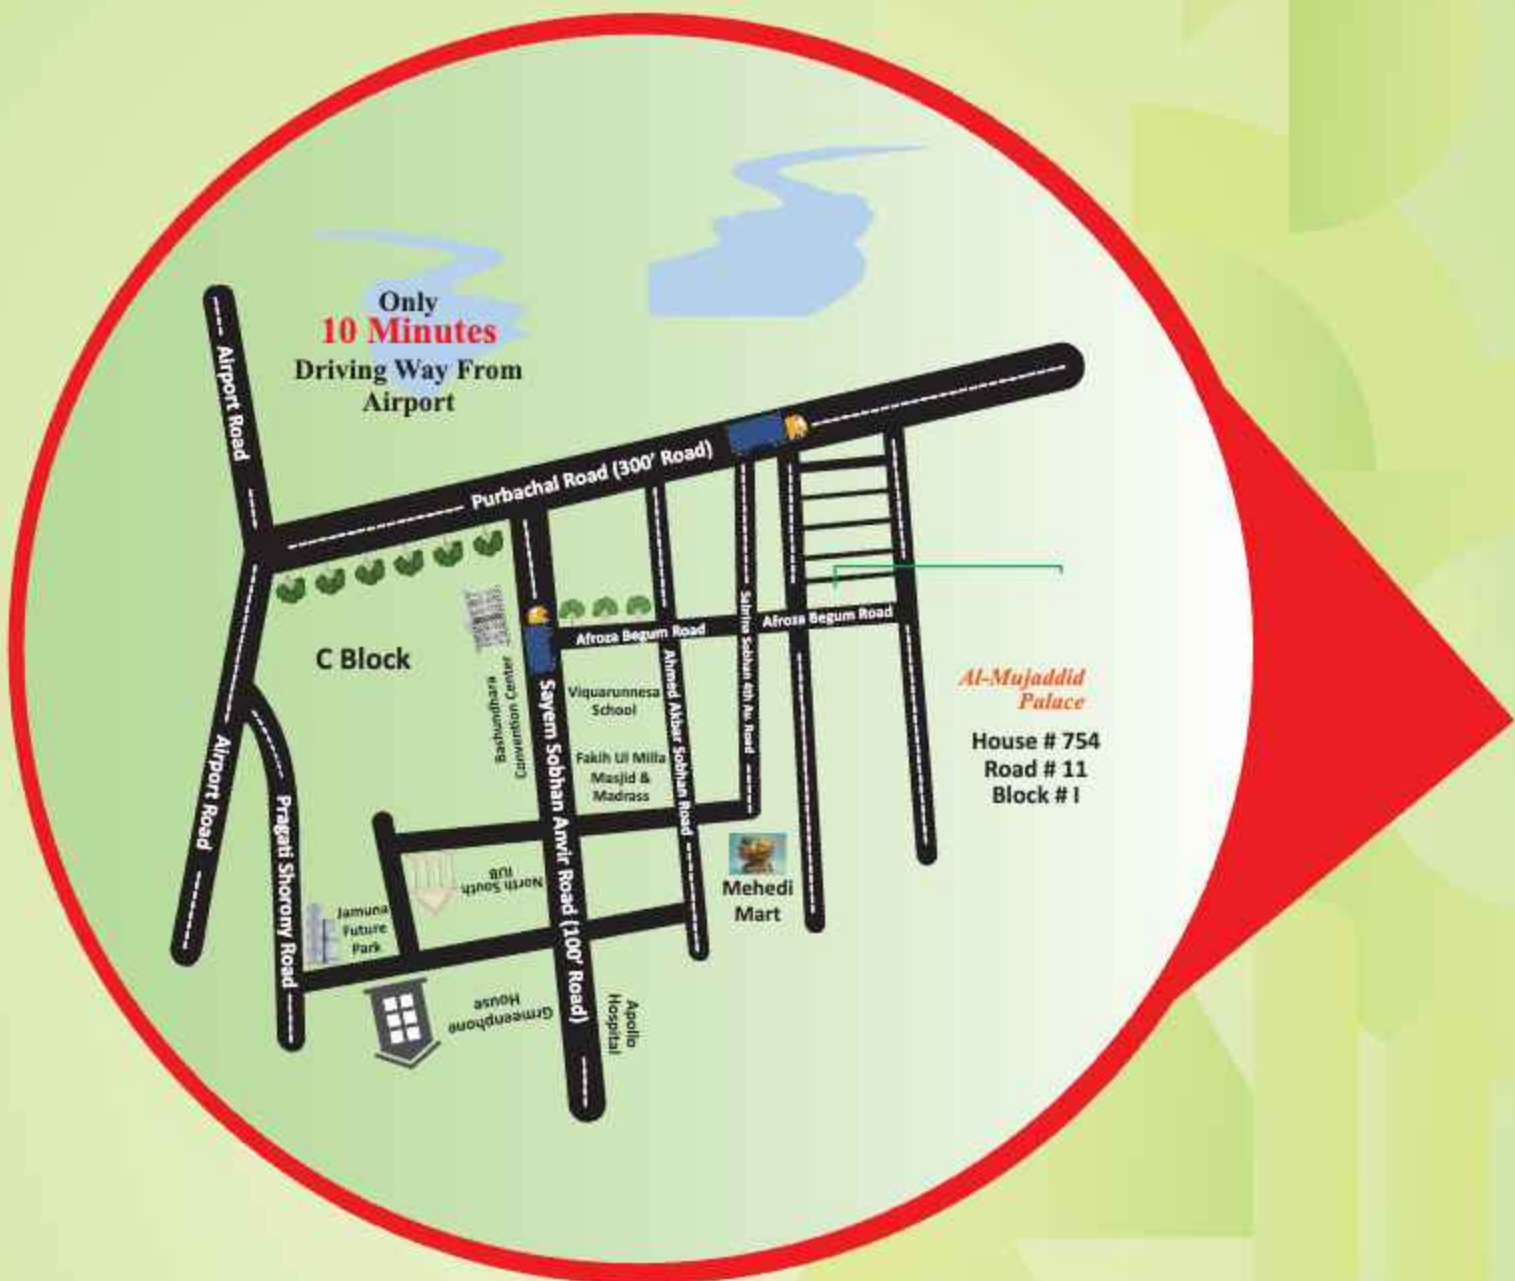 Only
10 Minutes
Driving Way From
Airport
Airport Road
Purbachal Road (300' Road)
C Block
Bashundhara
Convention Center
Afroza Begum Road
Afroza Begum Road
Sabrina Sobhan 4th Av. Road
Viquarunnesa
School
Ahmed Akbar Sobhan Road
Sayem Sobhan Anvir Road (100' Road)
Fakih Ul Milla
Masjid &
Madrass
Al-Mujaddid
Palace
House # 754
Road # 11
Block # I
Airport Road
Pragati Shorony Road
North South
IUB
Mehedi
Mart
Jamuna
Future
Park
Grmeenphone
House
Apollo
Hospital